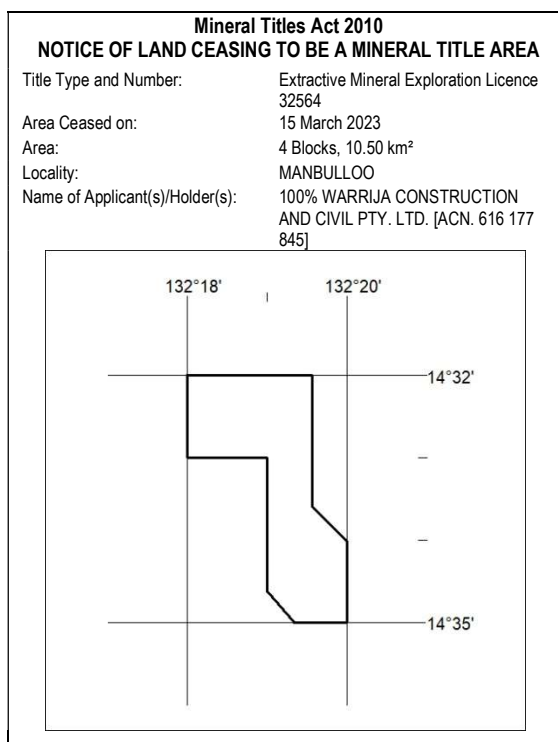 Mineral Titles Act 2010
NOTICE OF LAND CEASING TO BE A MINERAL TITLE AREA
Title Type and Number: Extractive Mineral Exploration Licence
32564
Area Ceased on: 15 March 2023
Area: 4 Blocks, 10.50 km²
Locality: MANBULLOO
Name of Applicant(s)/Holder(s): 100% WARRIJA CONSTRUCTION
AND CIVIL PTY. LTD. [ACN. 616 177
845]
132°18' 132°20'
14°32'
14°35'